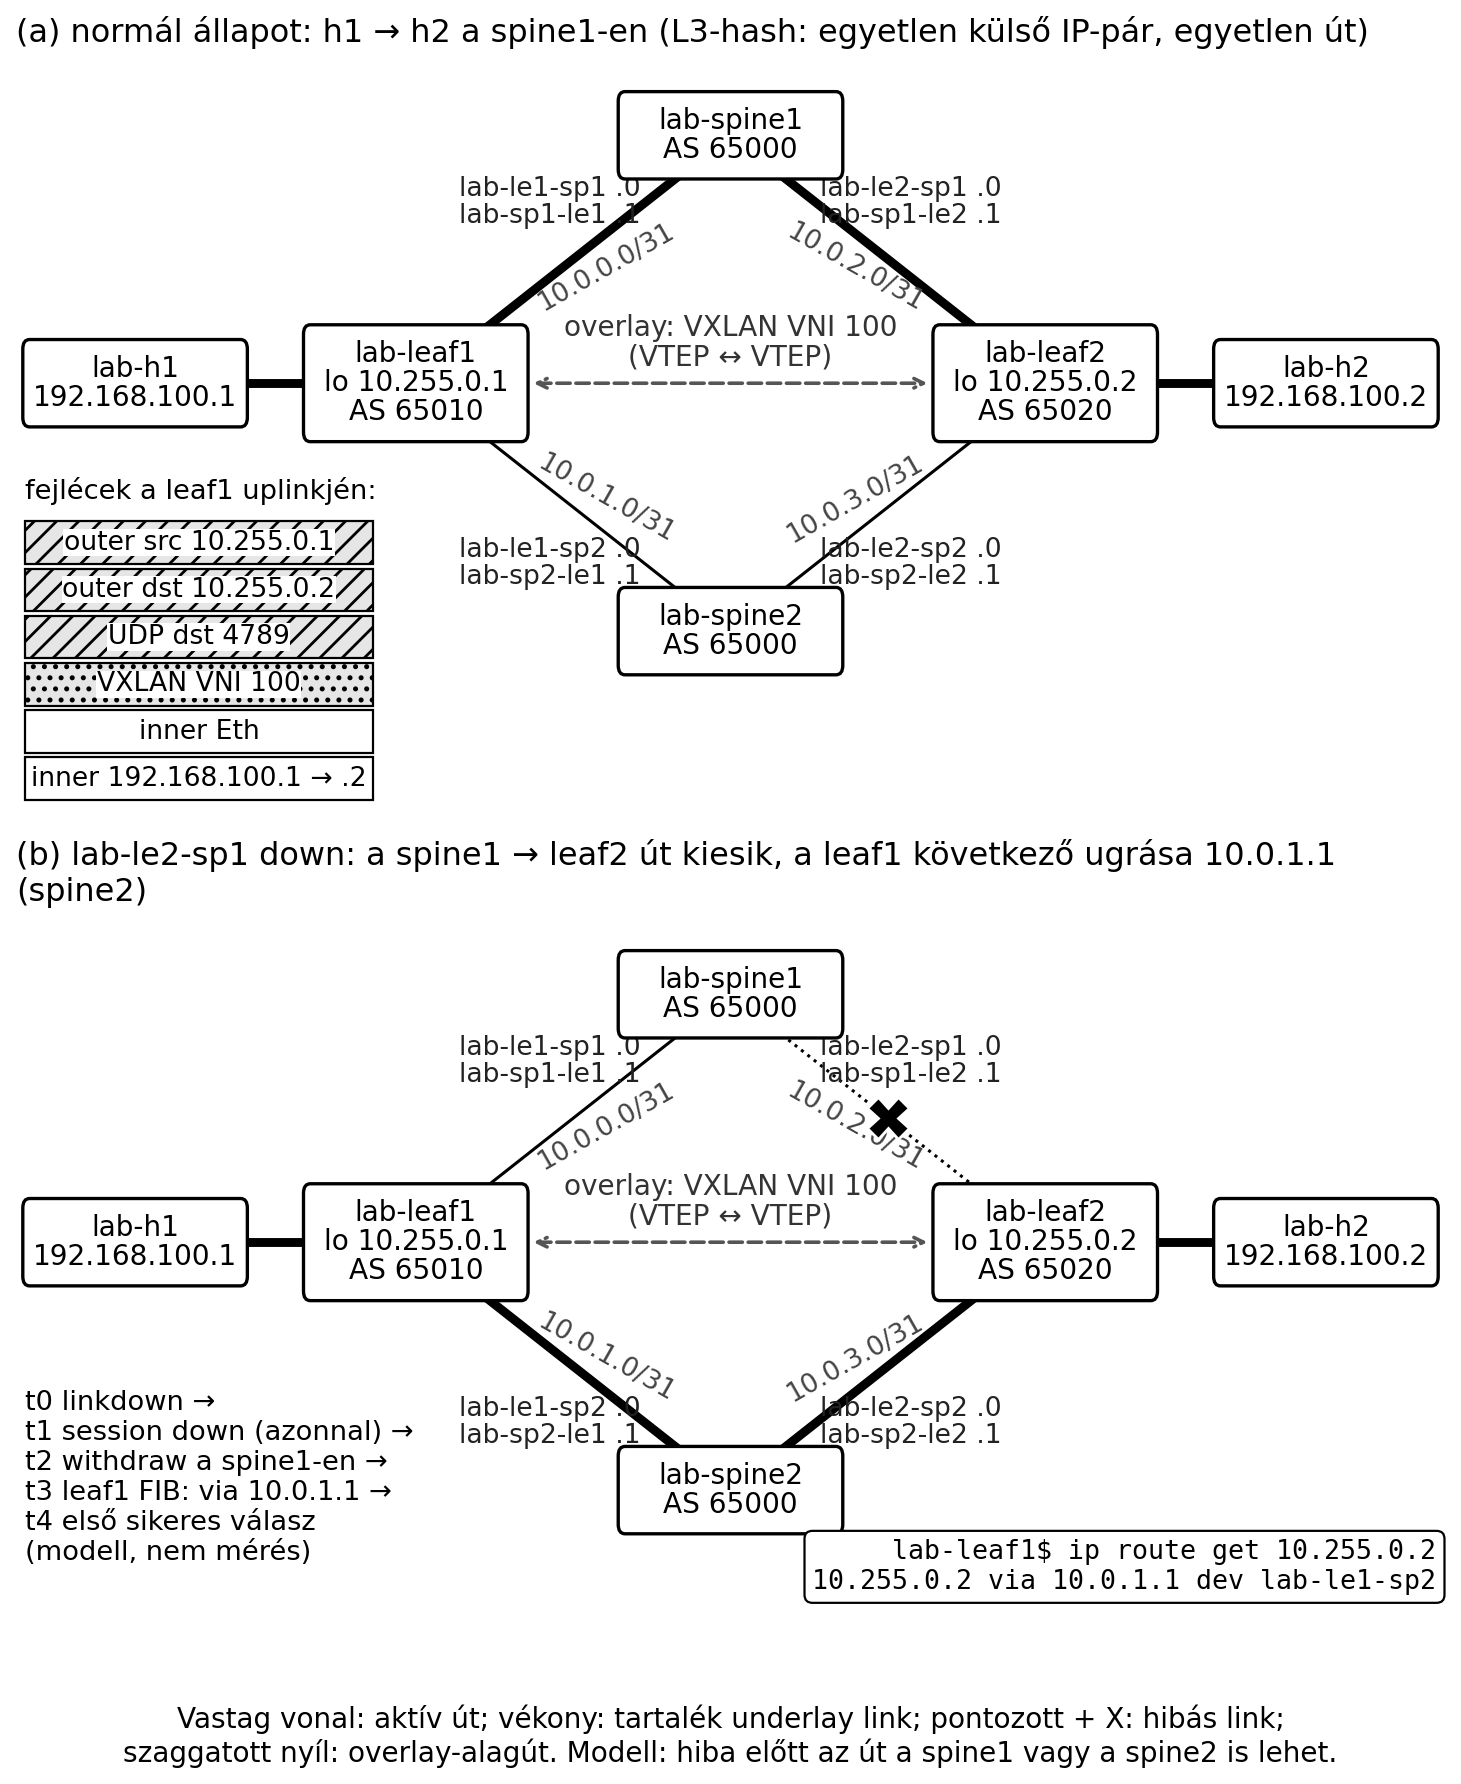 (a) normál állapot: h1 → h2 a spine1-en (L3-hash: egyetlen külső IP-pár, egyetlen út)
lab-spine1
AS 65000
lab-le1-sp1 .0
lab-sp1-le1 .1
lab-le2-sp1 .0
lab-sp1-le2 .1
10.0.0.0/31
10.0.2.0/31
overlay: VXLAN VNI 100
(VTEP ↔ VTEP)
lab-h1
192.168.100.1
lab-leaf1
lo 10.255.0.1
AS 65010
lab-leaf2
lo 10.255.0.2
AS 65020
lab-h2
192.168.100.2
10.0.1.0/31
10.0.3.0/31
lab-le1-sp2 .0
lab-sp2-le1 .1
lab-le2-sp2 .0
lab-sp2-le2 .1
lab-spine2
AS 65000
fejlécek a leaf1 uplinkjén:
outer src 10.255.0.1
outer dst 10.255.0.2
UDP dst 4789
VXLAN VNI 100
inner Eth
inner 192.168.100.1 → .2
(b) lab-le2-sp1 down: a spine1 → leaf2 út kiesik, a leaf1 következő ugrása 10.0.1.1
(spine2)
lab-spine1
AS 65000
lab-le1-sp1 .0
lab-sp1-le1 .1
lab-le2-sp1 .0
lab-sp1-le2 .1
10.0.0.0/31
10.0.2.0/31
overlay: VXLAN VNI 100
(VTEP ↔ VTEP)
lab-h1
192.168.100.1
lab-leaf1
lo 10.255.0.1
AS 65010
lab-leaf2
lo 10.255.0.2
AS 65020
lab-h2
192.168.100.2
10.0.1.0/31
10.0.3.0/31
lab-le1-sp2 .0
lab-sp2-le1 .1
lab-le2-sp2 .0
lab-sp2-le2 .1
lab-spine2
AS 65000
t0 linkdown →
t1 session down (azonnal) →
t2 withdraw a spine1-en →
t3 leaf1 FIB: via 10.0.1.1 →
t4 első sikeres válasz
(modell, nem mérés)
lab-leaf1$ ip route get 10.255.0.2
10.255.0.2 via 10.0.1.1 dev lab-le1-sp2
Vastag vonal: aktív út; vékony: tartalék underlay link; pontozott + X: hibás link;
szaggatott nyíl: overlay-alagút. Modell: hiba előtt az út a spine1 vagy a spine2 is lehet.